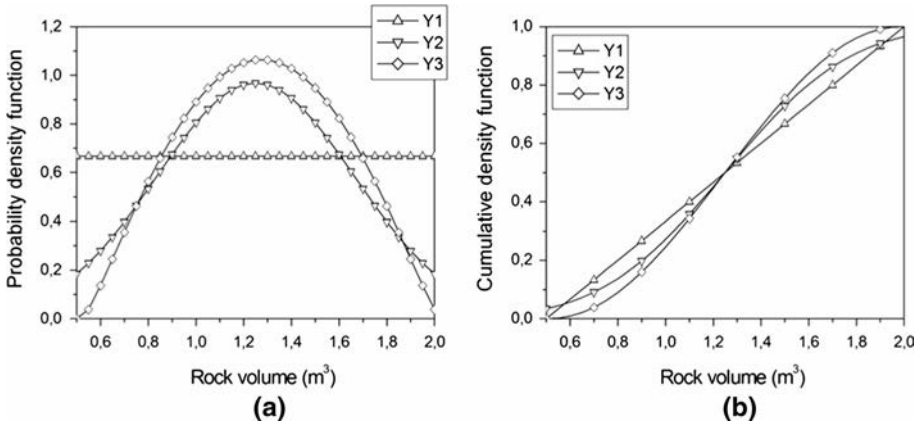 Probability density function
1,2
1,0
0,8
0,6
0,4
0,2
0,0
Y1
Y2
Y3
0,6 0,8 1,0 1,2 1,4 1,6 1,8 2,0
Rock volume (m³)
(a)
Cumulative density function
1,0
0,8
0,6
0,4
0,2
0,0
Y1
Y2
Y3
0,6 0,8 1,0 1,2 1,4 1,6 1,8 2,0
Rock volume (m³)
(b)